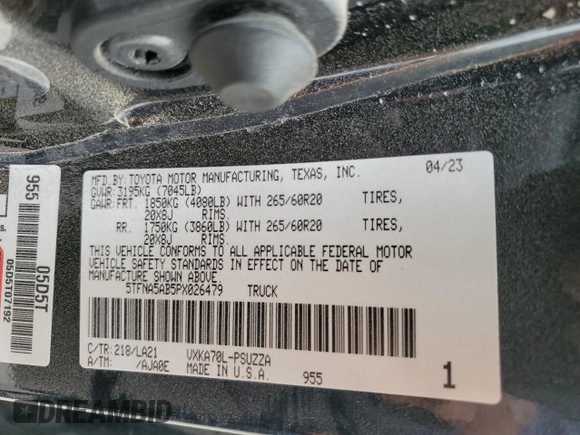 MFD.BY:TOYOTA MOTOR MANUFACTURING, TEXAS, INC. 04/23
GVWR:3195KG (7045LB)
GAWR:FRT. 1850KG (4080LB) WITH 265/60R20 TIRES,
20X8J RIMS.
RR. 1750KG (3860LB) WITH 265/60R20 TIRES,
20X8J RIMS.
THIS VEHICLE CONFORMS TO ALL APPLICABLE FEDERAL MOTOR
VEHICLE SAFETY STANDARDS IN EFFECT ON THE DATE OF
MANUFACTURE SHOWN ABOVE.
5TFNA5AB5PX026479 TRUCK
C/TR:218/LA21 VXKA70L-PSUZZA
A/TM: /AJA0E MADE IN U.S.A. 955 1
955 05D5T
05D5T07192
DREAMBID